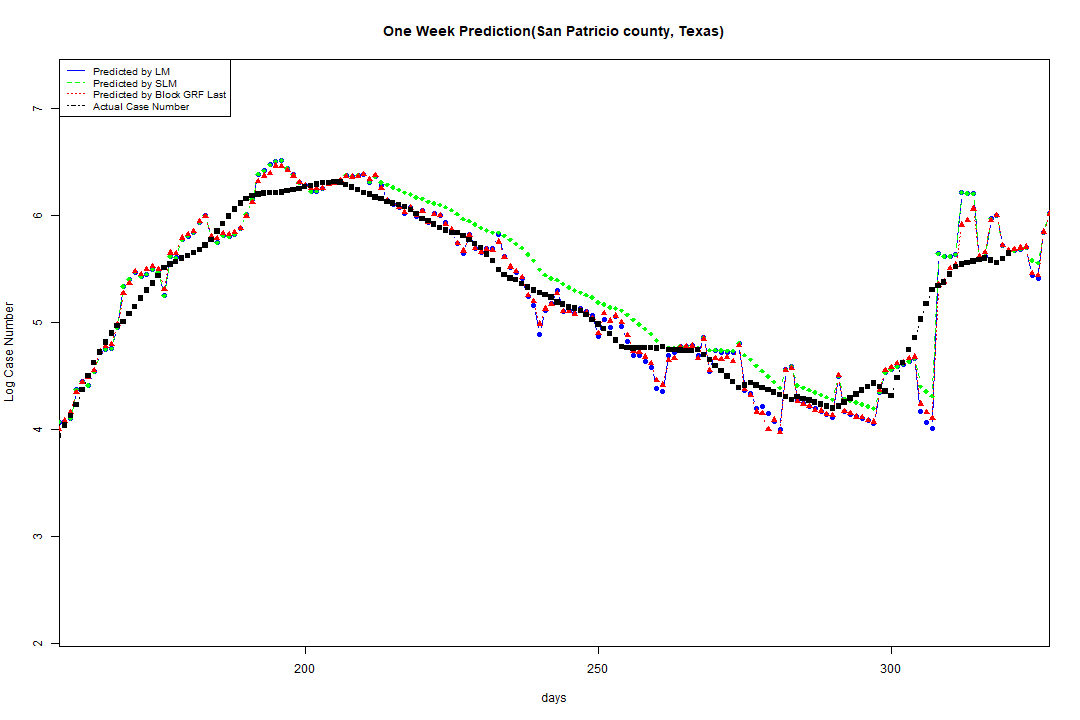 One Week Prediction(San Patricio county, Texas)
Predicted by LM
Predicted by SLM
Predicted by Block GRF Last
Actual Case Number
7
6
5
4
3
2
Log Case Number
200
250
300
days